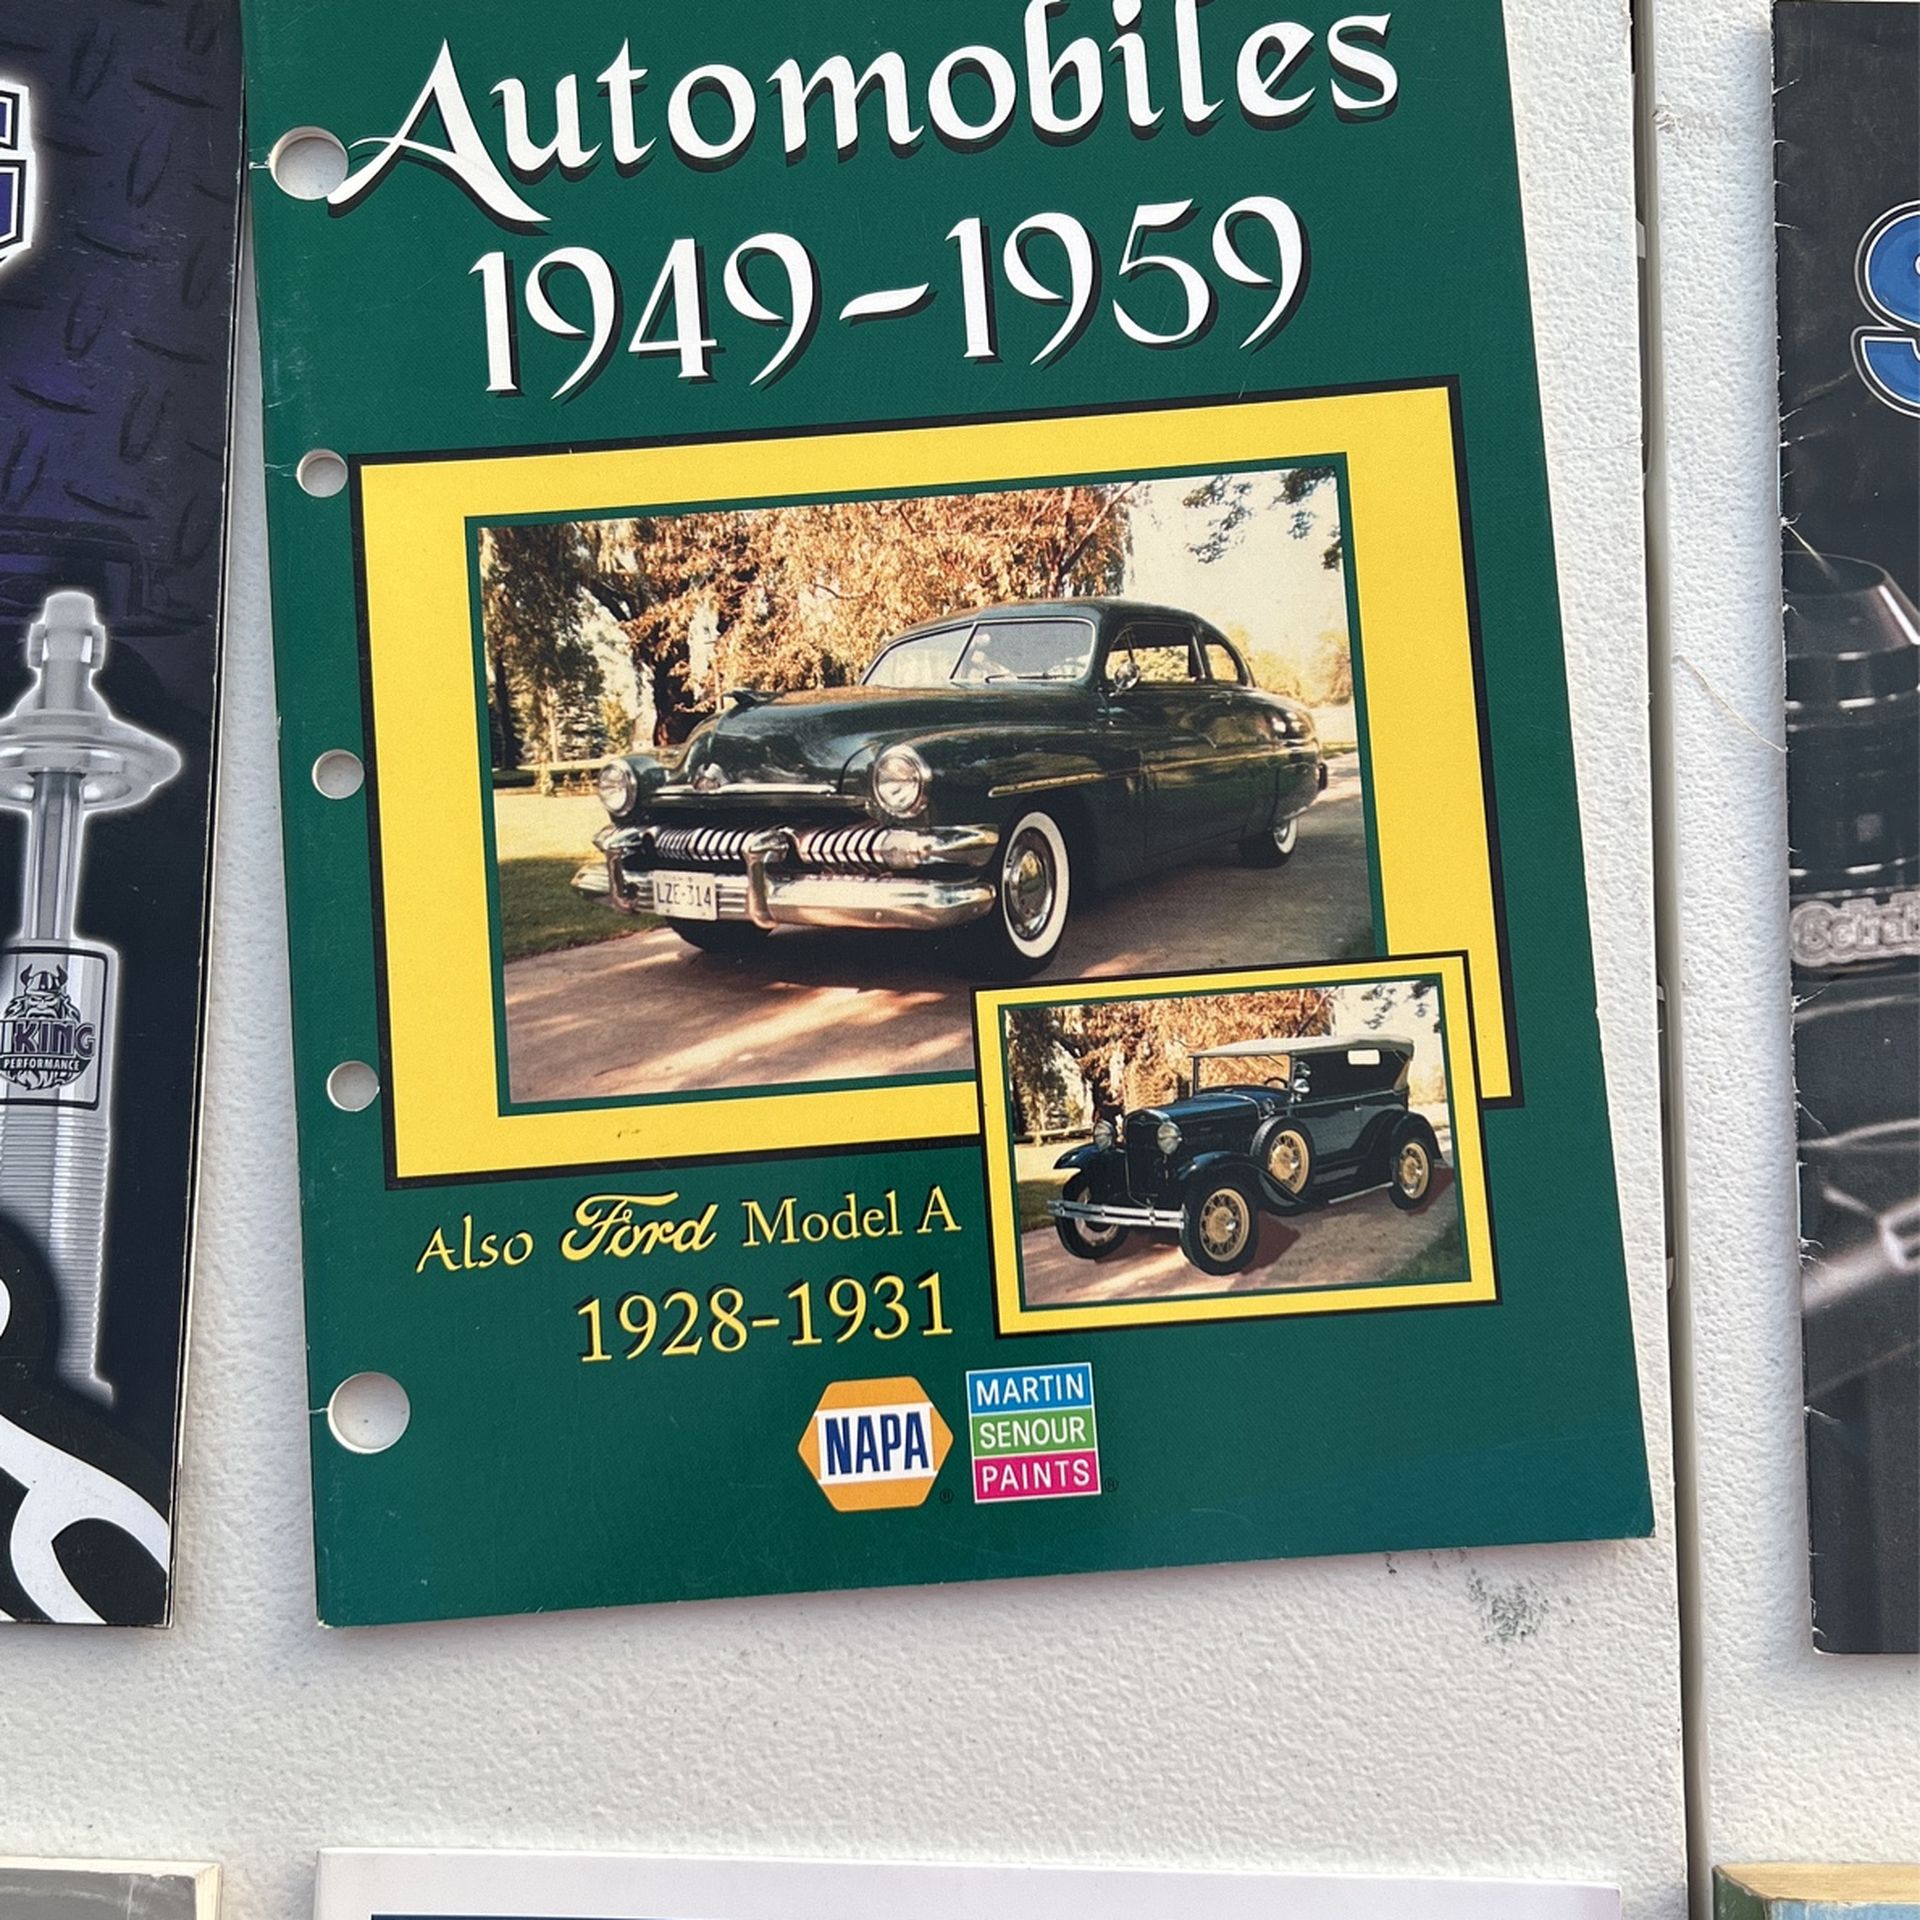 Automobiles
1949-1959
LZE-314
Also Ford Model A
1928-1931
NAPA
MARTIN
SENOUR
PAINTS
KING
PERFORMANCE